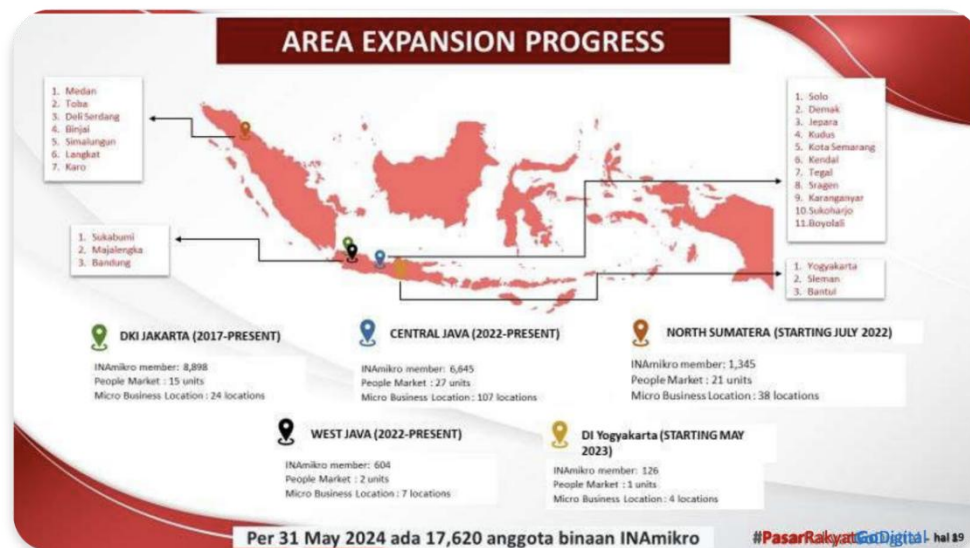 AREA EXPANSION PROGRESS
1. Medan
2. Toba
3. Deli Serdang
4. Binjai
5. Simalungun
6. Langkat
7. Karo
1. Solo
2. Demak
3. Jepara
4. Kudus
5. Kota Semarang
6. Kendal
7. Tegal
8. Sragen
9. Karanganyar
10. Sukoharjo
11. Boyolali
1. Sukabumi
2. Majalengka
3. Bandung
1. Yogyakarta
2. Sleman
3. Bantul
DKI JAKARTA (2017-PRESENT)
INAmikro member: 8,898
People Market : 15 units
Micro Business Location : 24 locations
CENTRAL JAVA (2022-PRESENT)
INAmikro member: 6,645
People Market : 27 units
Micro Business Location : 107 locations
NORTH SUMATERA (STARTING JULY 2022)
INAmikro member: 1,345
People Market : 21 units
Micro Business Location : 38 locations
WEST JAVA (2022-PRESENT)
INAmikro member: 604
People Market : 2 units
Micro Business Location : 7 locations
DI Yogyakarta (STARTING MAY
2023)
INAmikro member: 126
People Market : 1 units
Micro Business Location : 4 locations
Per 31 May 2024 ada 17,620 anggota binaan INAmikro
#PasarRakyatGoDigital - hal